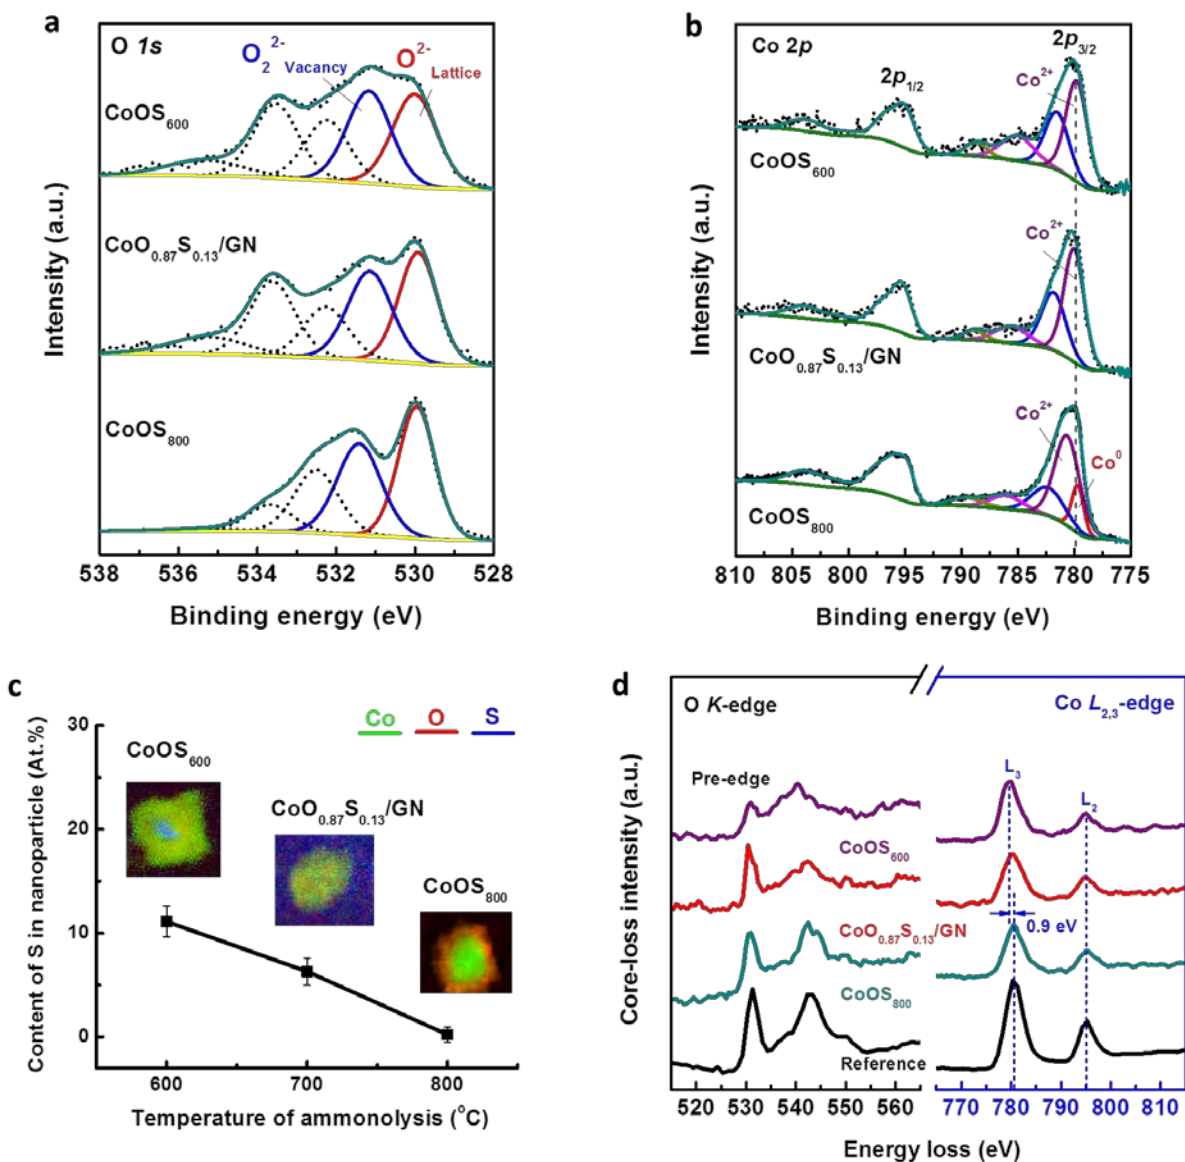 a
O 1s
O₂²⁻ Vacancy
O²⁻ Lattice
CoOS₆₀₀
CoO₀.₈₇S₀.₁₃/GN
CoOS₈₀₀
Intensity (a.u.)
538 536 534 532 530 528
Binding energy (eV)
b
Co 2p
2p₃/₂
2p₁/₂
Co²⁺
CoOS₆₀₀
Co²⁺
CoO₀.₈₇S₀.₁₃/GN
Co²⁺
Co⁰
CoOS₈₀₀
Intensity (a.u.)
810 805 800 795 790 785 780 775
Binding energy (eV)
c
Co O S
CoOS₆₀₀
CoO₀.₈₇S₀.₁₃/GN
CoOS₈₀₀
30
20
10
0
Content of S in nanoparticle (At.%)
600 700 800
Temperature of ammonolysis (°C)
d
O K-edge
Co L₂,₃-edge
Pre-edge
L₃
L₂
CoOS₆₀₀
CoO₀.₈₇S₀.₁₃/GN
0.9 eV
CoOS₈₀₀
Reference
Core-loss intensity (a.u.)
520 530 540 550 560 770 780 790 800 810
Energy loss (eV)